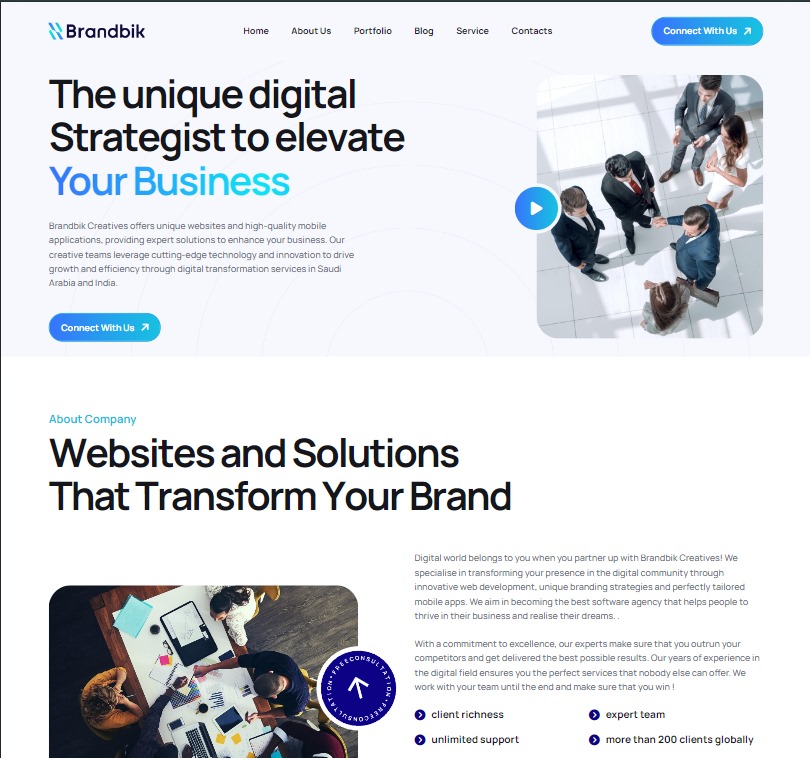 Brandbik
Home About Us Portfolio Blog Service Contacts
Connect With Us
The unique digital
Strategist to elevate
Your Business
Brandbik Creatives offers unique websites and high-quality mobile
applications, providing expert solutions to enhance your business. Our
creative teams leverage cutting-edge technology and innovation to drive
growth and efficiency through digital transformation services in Saudi
Arabia and India.
Connect With Us
About Company
Websites and Solutions
That Transform Your Brand
Digital world belongs to you when you partner up with Brandbik Creatives! We
specialise in transforming your presence in the digital community through
innovative web development, unique branding strategies and perfectly tailored
mobile apps. We aim in becoming the best software agency that helps people to
thrive in their business and realise their dreams. .
With a commitment to excellence, our experts make sure that you outrun your
competitors and get delivered the best possible results. Our years of experience in
the digital field ensures you the perfect services that nobody else can offer. We
work with your team until the end and make sure that you win !
FREECONSULTATION•FREECONSULTATION•
client richness
expert team
unlimited support
more than 200 clients globally